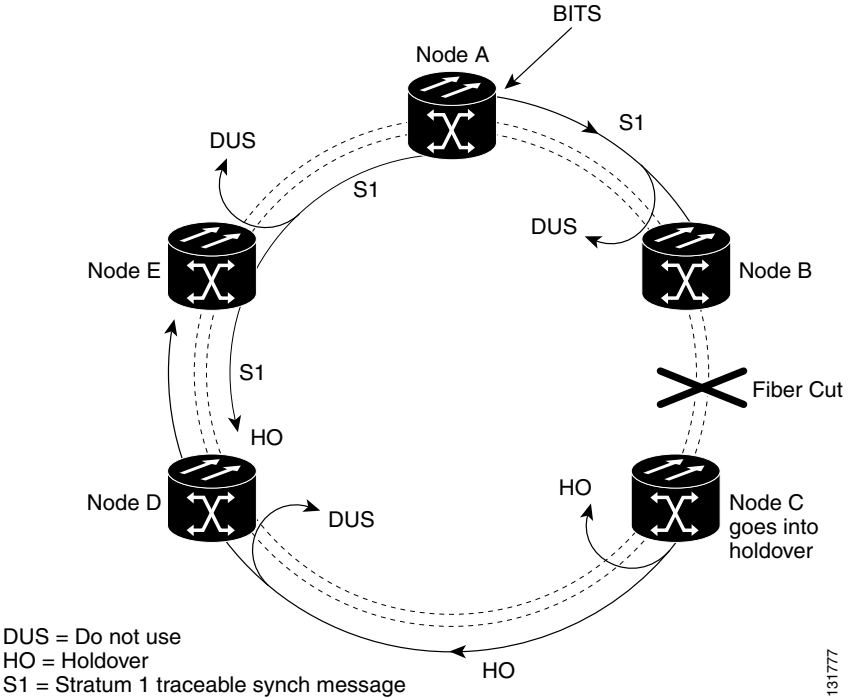 BITS
Node A
S1
DUS
S1
DUS
Node E
Node B
S1
Fiber Cut
HO
HO
Node D
DUS
Node C
goes into
holdover
DUS = Do not use
HO = Holdover
HO
S1 = Stratum 1 traceable synch message
131777